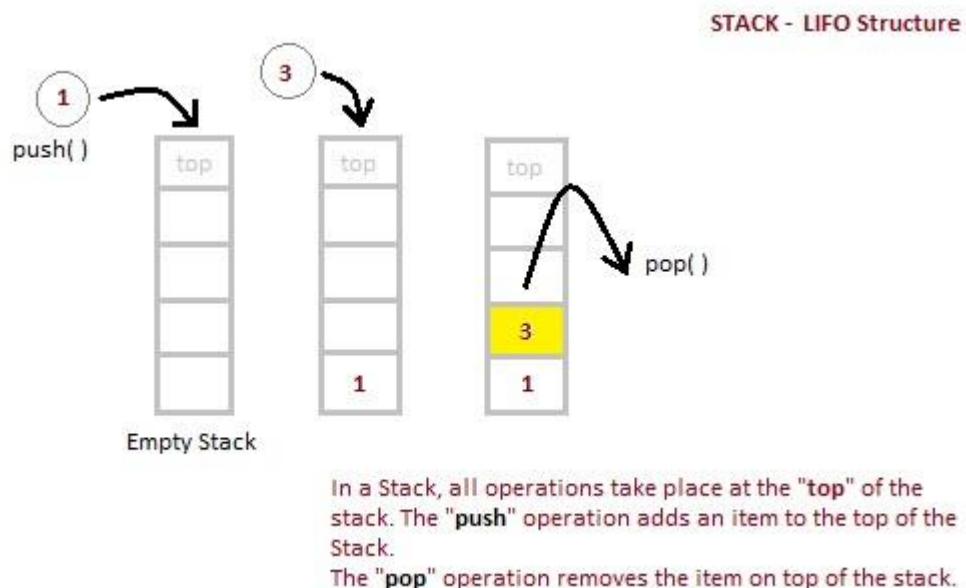 STACK - LIFO Structure
1
3
push( )
top
top
top
pop( )
3
1
1
Empty Stack
In a Stack, all operations take place at the "top" of the
stack. The "push" operation adds an item to the top of the
Stack.
The "pop" operation removes the item on top of the stack.